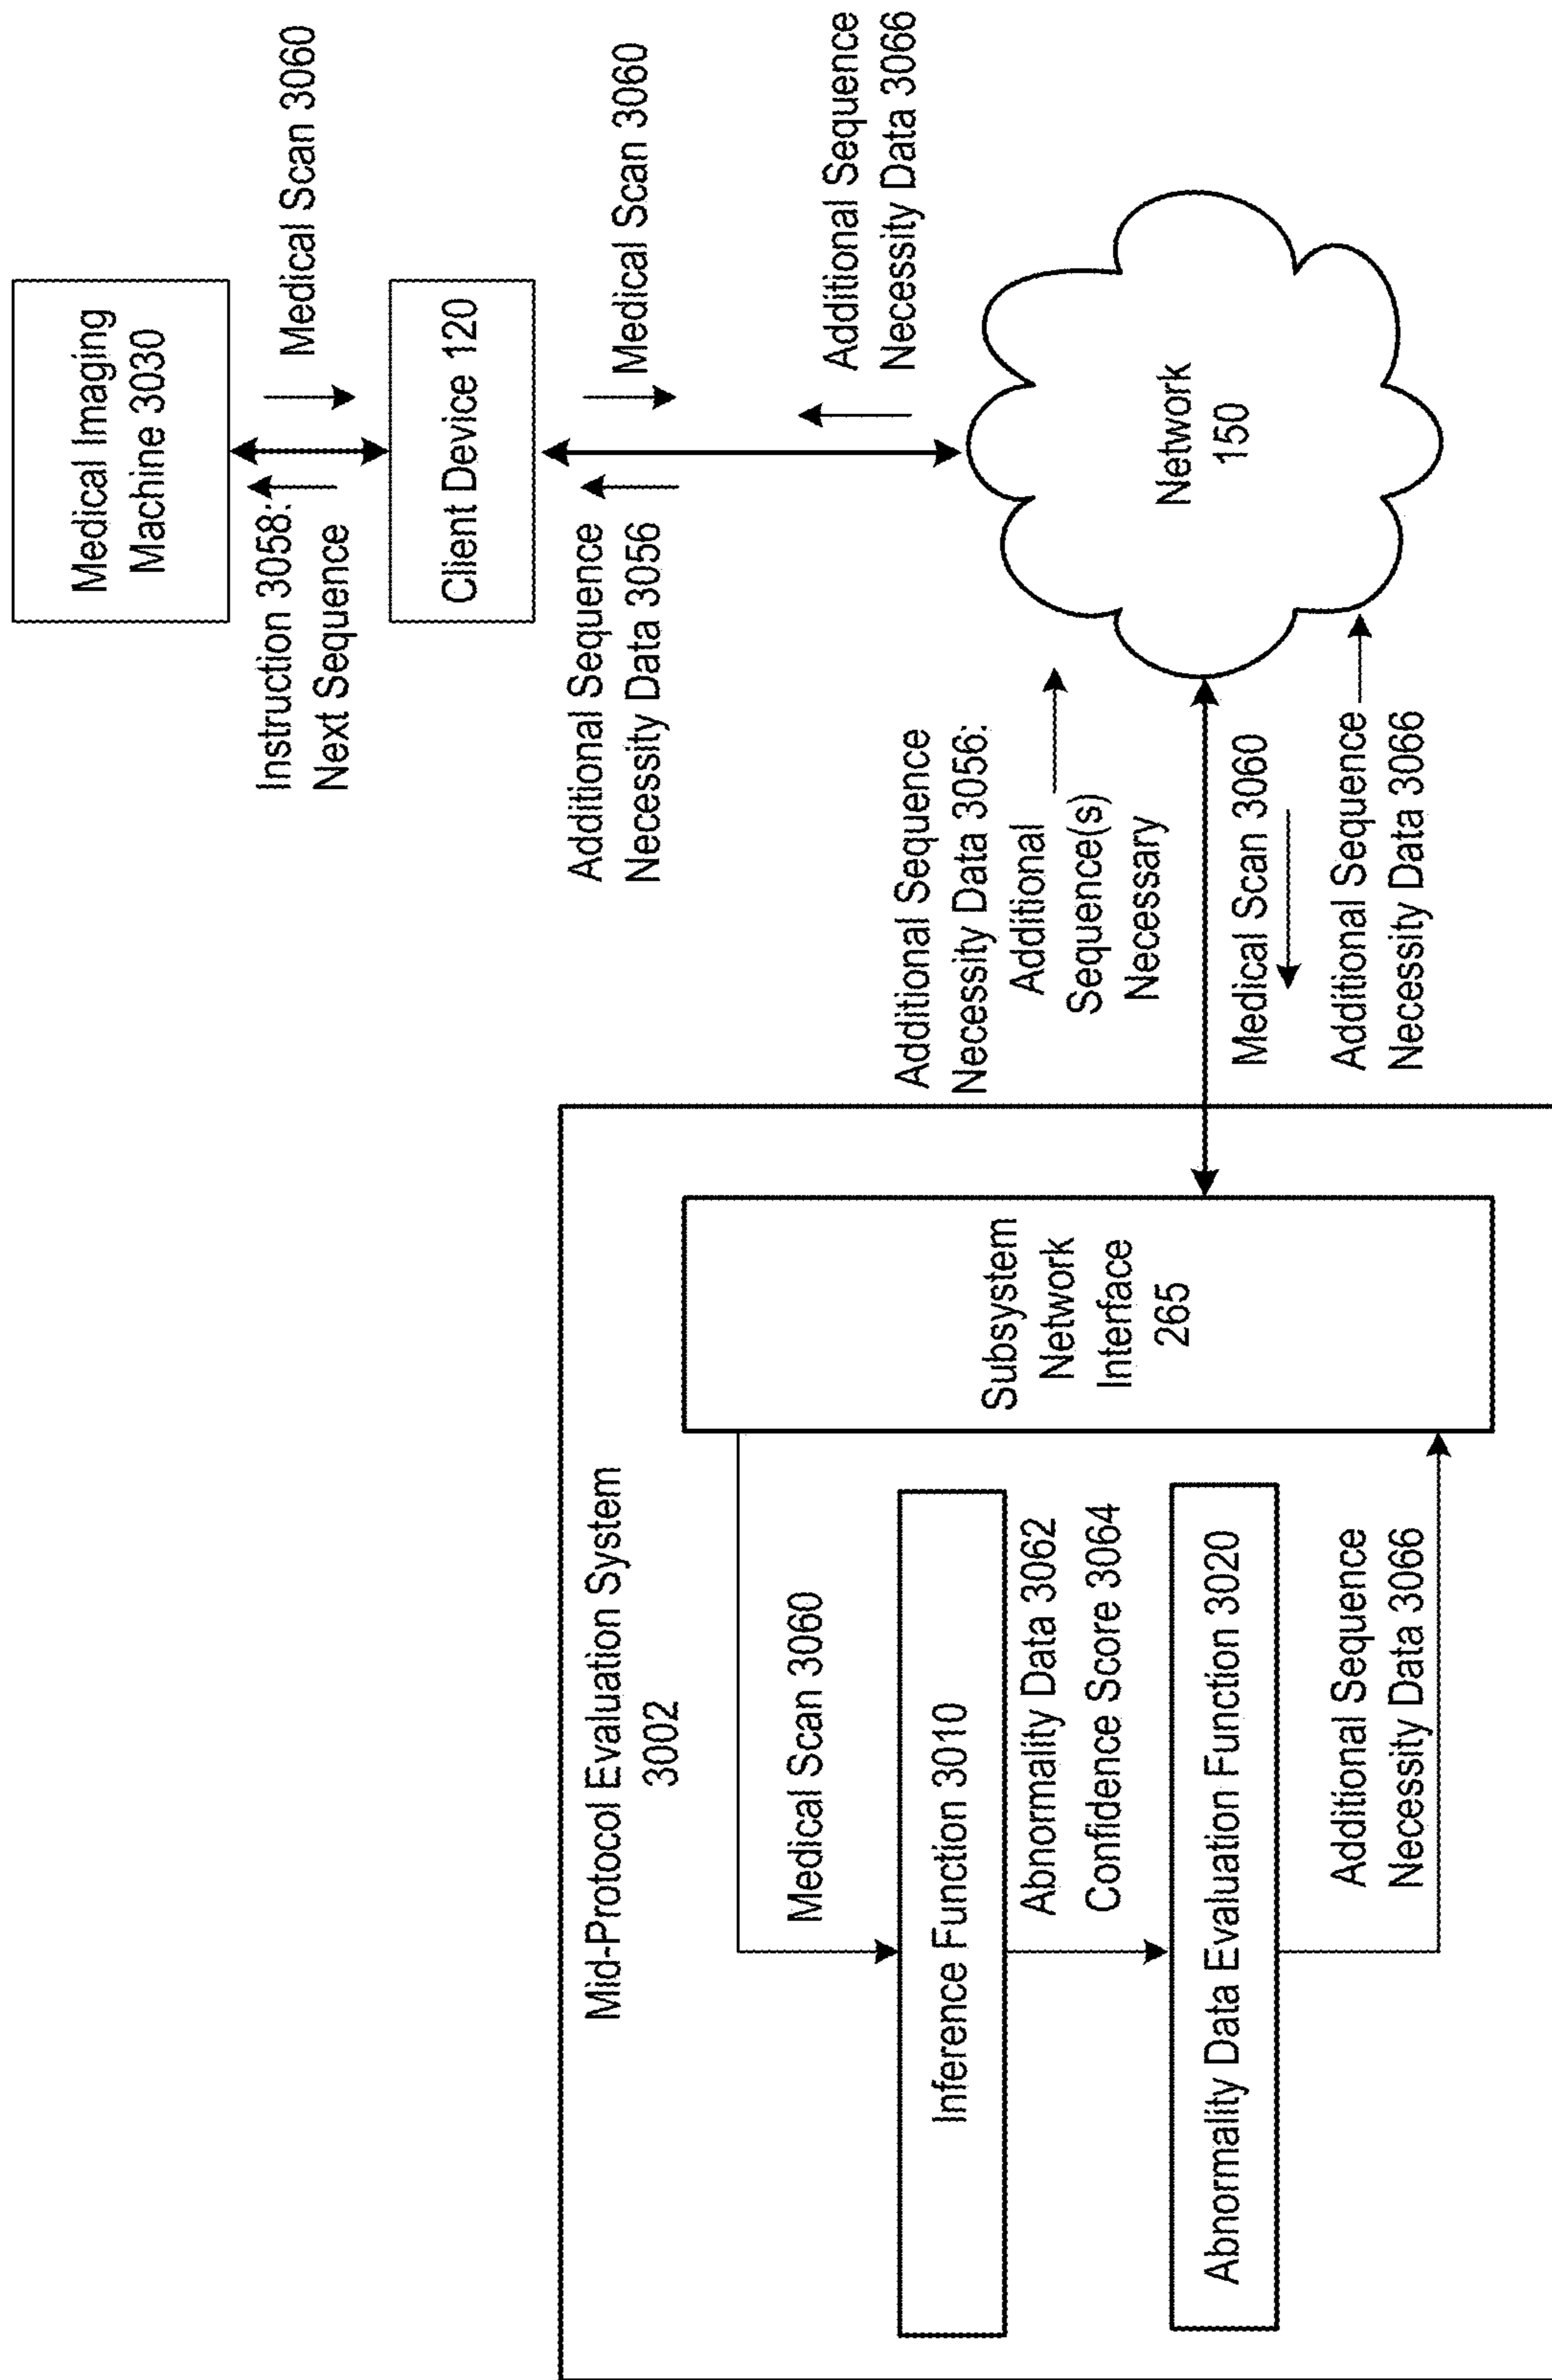 Medical Imaging
Machine 3030
Instruction 3058:
Next Sequence
Medical Scan 3060
Client Device 120
Additional Sequence
Necessity Data 3056
Medical Scan 3060
Additional Sequence
Necessity Data 3066
Network
150
Additional Sequence
Necessity Data 3056:
Additional
Sequence(s)
Necessary
Medical Scan 3060
Additional Sequence
Necessity Data 3066
Mid-Protocol Evaluation System
3002
Subsystem
Network
Interface
265
Medical Scan 3060
Inference Function 3010
Abnormality Data 3062
Confidence Score 3064
Abnormality Data Evaluation Function 3020
Additional Sequence
Necessity Data 3066